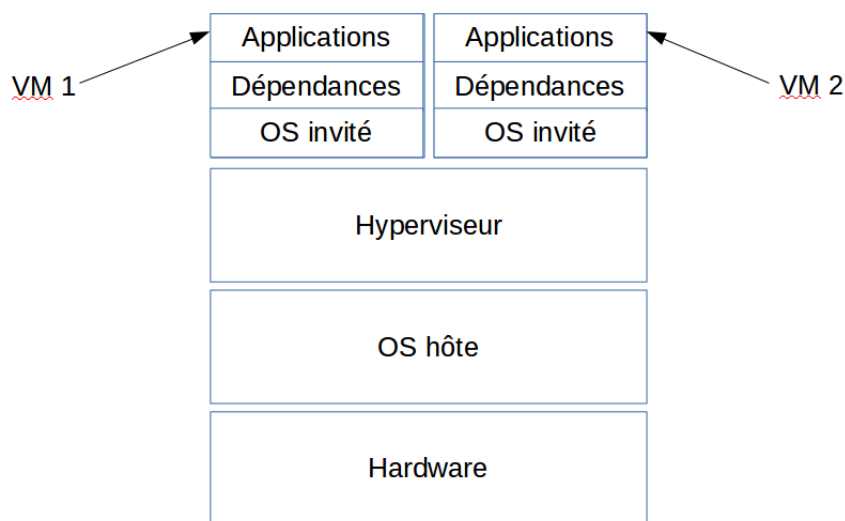 Applications
Applications
VM 1
Dépendances
Dépendances
VM 2
OS invité
OS invité
Hyperviseur
OS hôte
Hardware